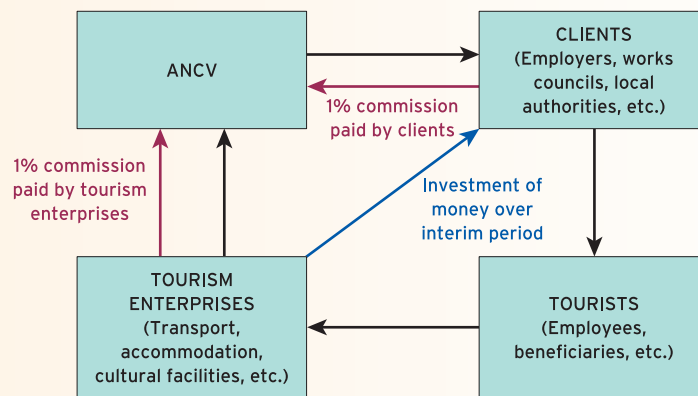 ANCV
CLIENTS
(Employers, works
councils, local
authorities, etc.)
1% commission
paid by clients
1% commission
paid by tourism
enterprises
Investment of
money over
interim period
TOURISM
ENTERPRISES
(Transport,
accommodation,
cultural facilities, etc.)
TOURISTS
(Employees,
beneficiaries, etc.)